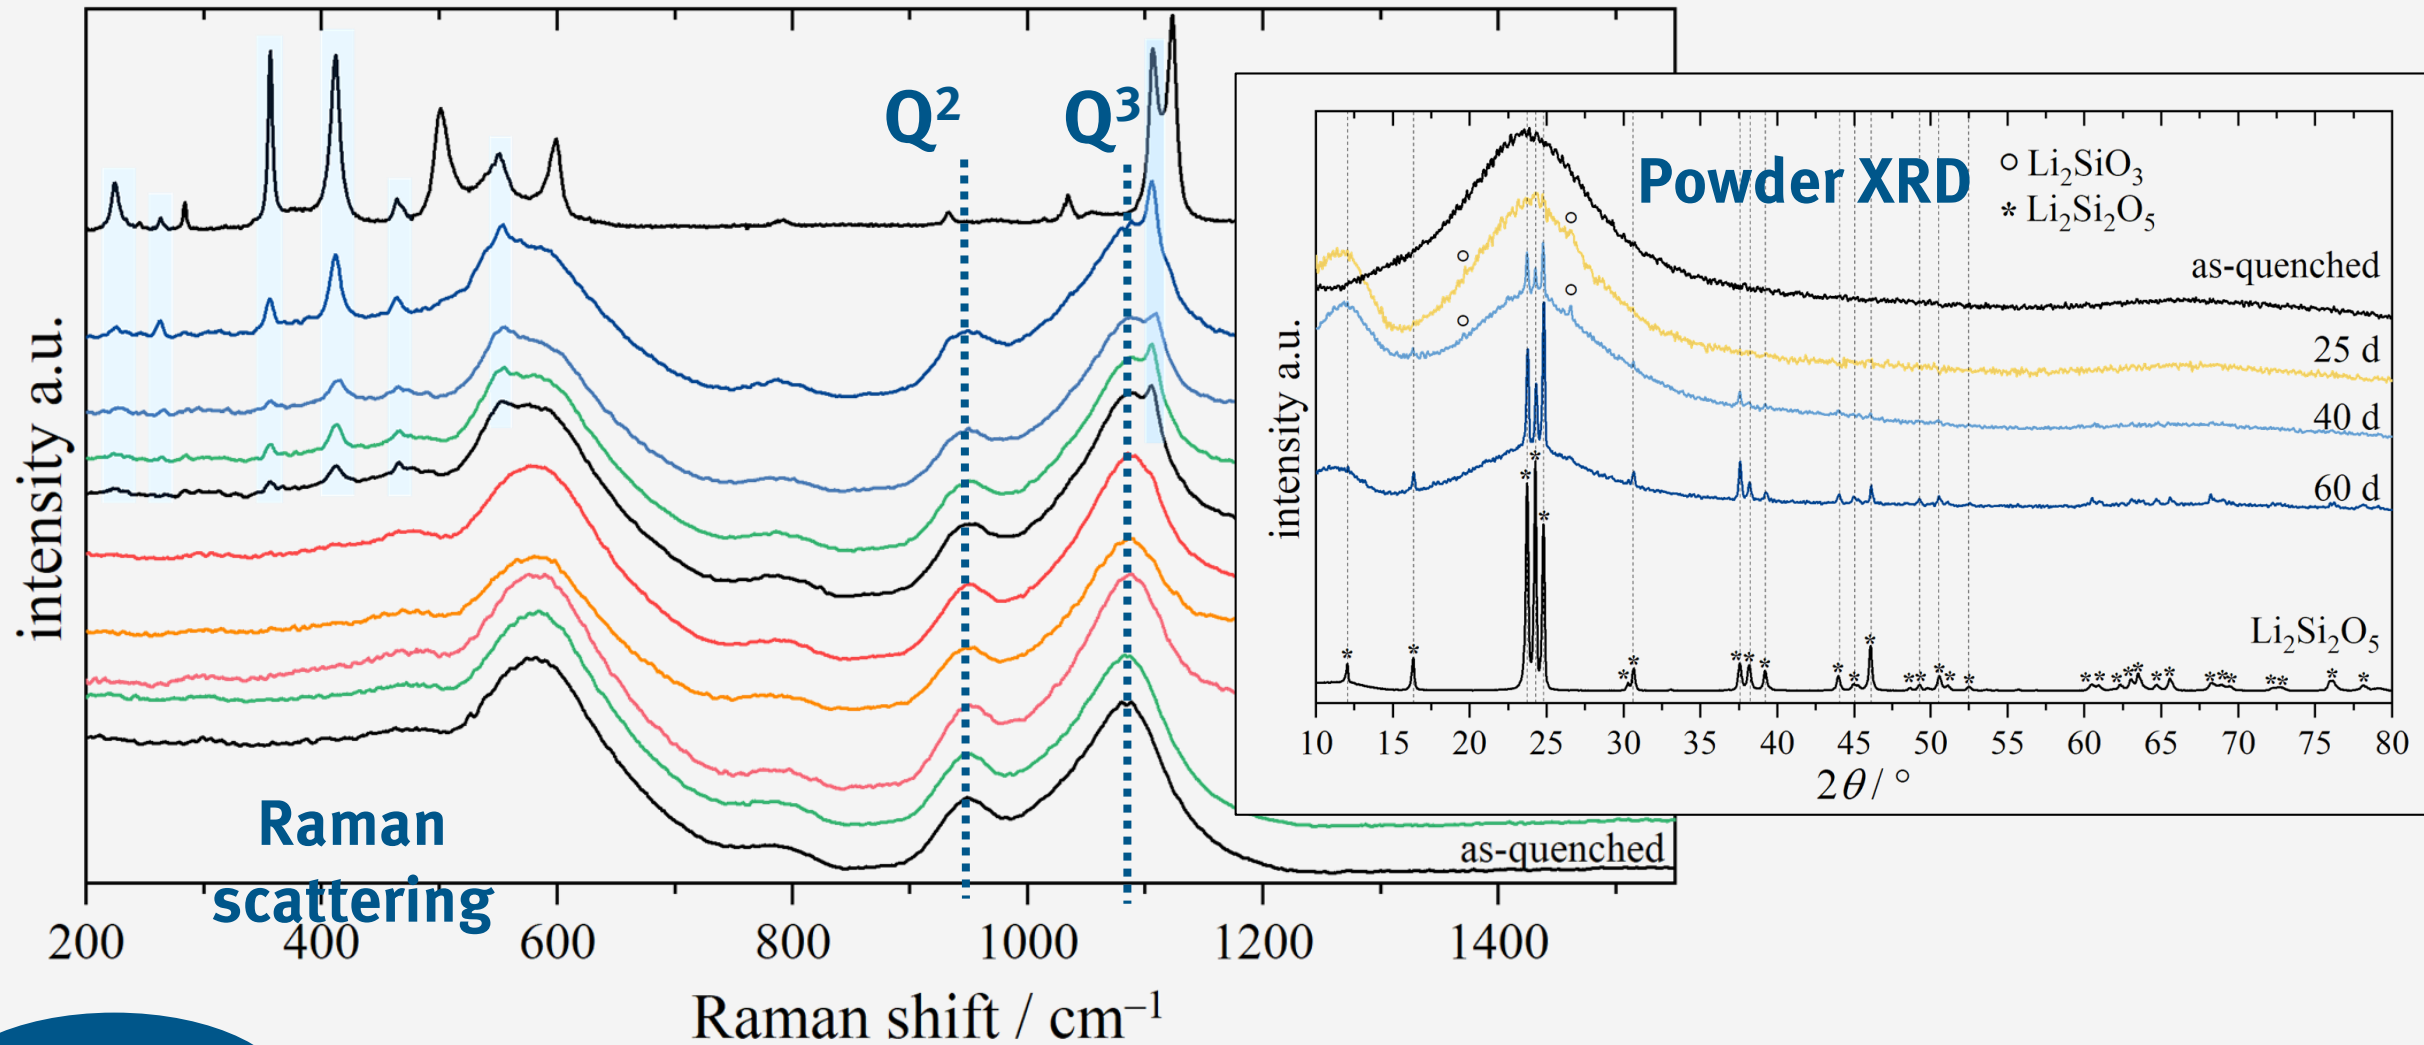 intensity a.u.
Q²
Q³
Raman
scattering
as-quenched
200 400 600 800 1000 1200 1400
Raman shift / cm⁻¹
Powder XRD
○ Li₂SiO₃
* Li₂Si₂O₅
intensity a.u.
as-quenched
25 d
40 d
60 d
Li₂Si₂O₅
10 15 20 25 30 35 40 45 50 55 60 65 70 75 80
2θ / °